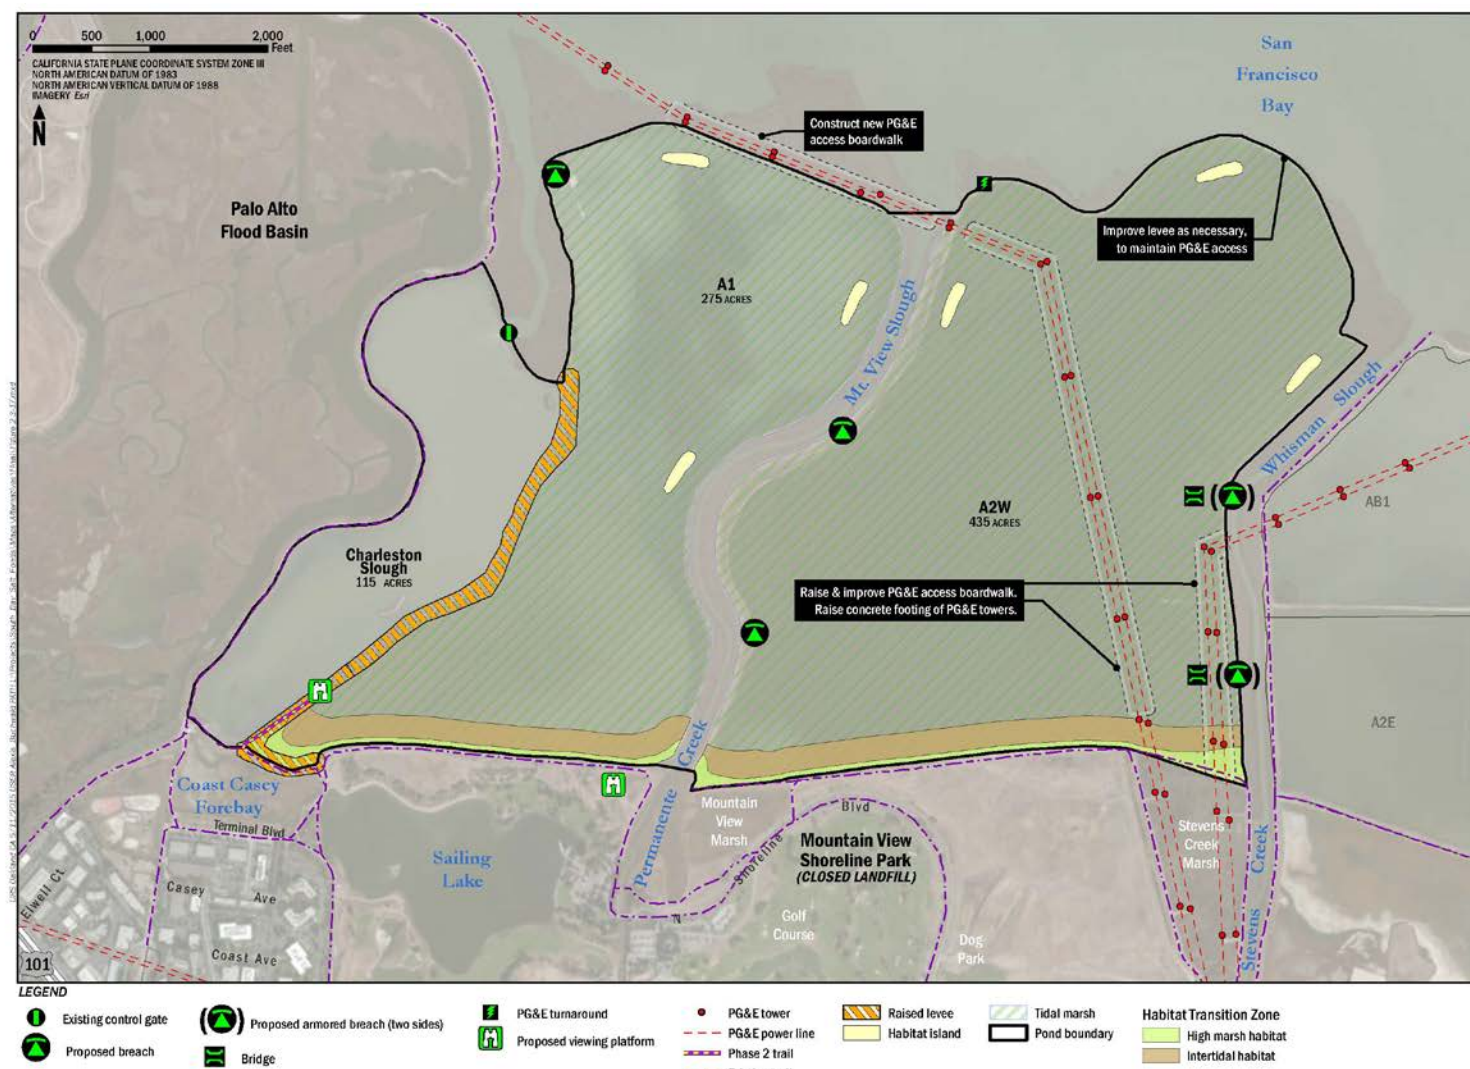 0 500 1,000 2,000
Feet
CALIFORNIA STATE PLANE COORDINATE SYSTEM ZONE III
NORTH AMERICAN DATUM OF 1983
NORTH AMERICAN VERTICAL DATUM OF 1988
IMAGERY Esri
N
San
Francisco
Bay
Construct new PG&E
access boardwalk
Palo Alto
Flood Basin
Improve levee as necessary,
to maintain PG&E access
A1
275 ACRES
Mt. View Slough
Whisman Slough
A2W
435 ACRES
AB1
Charleston
Slough
115 ACRES
Raise & improve PG&E access boardwalk.
Raise concrete footing of PG&E towers.
A2E
Coast Casey
Forebay
Terminal Blvd
Permanente Creek
Mountain
View
Marsh
Shoreline
Blvd
N
Mountain View
Shoreline Park
(CLOSED LANDFILL)
Stevens
Creek
Marsh
Stevens Creek
Sailing
Lake
Elwell Ct
Casey Ave
Coast Ave
Golf
Course
Dog
Park
101
LEGEND
Existing control gate
Proposed breach
Proposed armored breach (two sides)
Bridge
PG&E turnaround
Proposed viewing platform
PG&E tower
PG&E power line
Phase 2 trail
Raised levee
Habitat island
Tidal marsh
Pond boundary
Habitat Transition Zone
High marsh habitat
Intertidal habitat